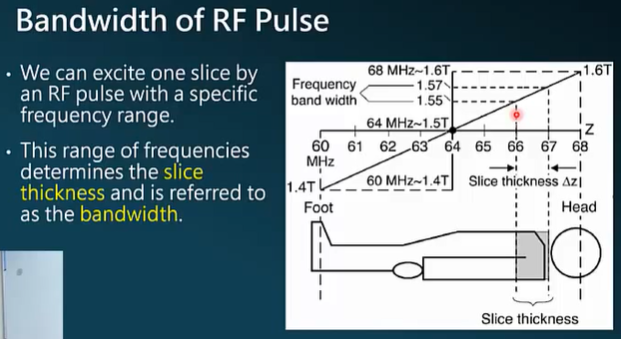 Bandwidth of RF Pulse
• We can excite one slice by
an RF pulse with a specific
frequency range.
• This range of frequencies
determines the slice
thickness and is referred to
as the bandwidth.
68 MHz~1.6T
1.6T
Frequency
band width
1.57
1.55
64 MHz~1.5T
Z
60 61 62 63 64 65 66 67 68
MHz
1.4T
60 MHz~1.4T
Slice thickness Δz
Foot
Head
Slice thickness